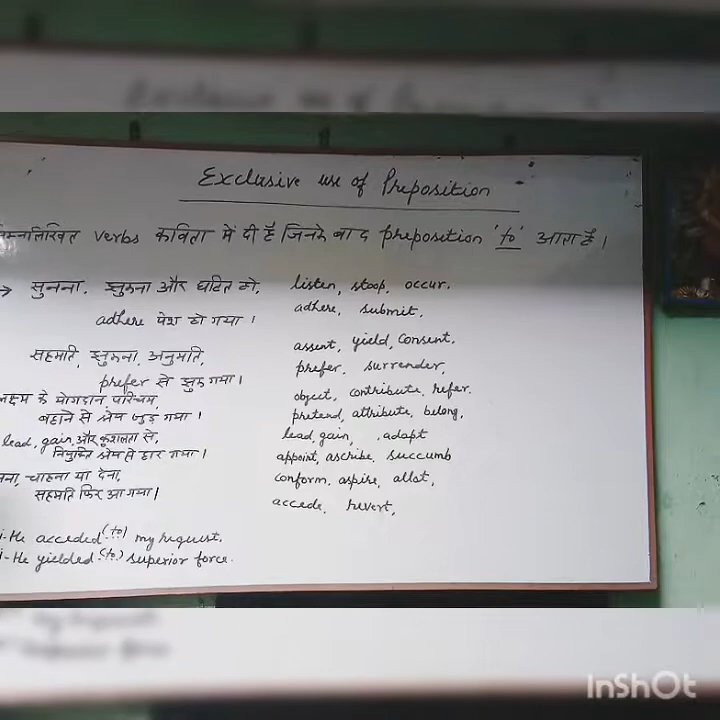 Exclusive use of Preposition
निम्नलिखित verbs कविता में दी है जिनके बाद preposition 'to' आता है।
→ सुनना, झुकना और घटित हो, listen, stoop, occur.
adhere पेश हो गया। adhere, submit,
सहमति, झुकना, अनुमति, assent, yield, consent,
prefer से झुक गया। prefer, surrender,
के योगदान object, contribute, refer.
बहाने से प्रेम जुड़ गया। pretend, attribute, belong,
lead, gain, और कुशलता से, lead, gain, , adapt
नियुक्ति प्रेम से हार गया। appoint, ascribe, succumb
चाहना या देना, conform, aspire, allot,
सहमति फिर आ गया। accede, revert,
-He acceded (to) my request.
-He yielded (to) superior force.
InShOt